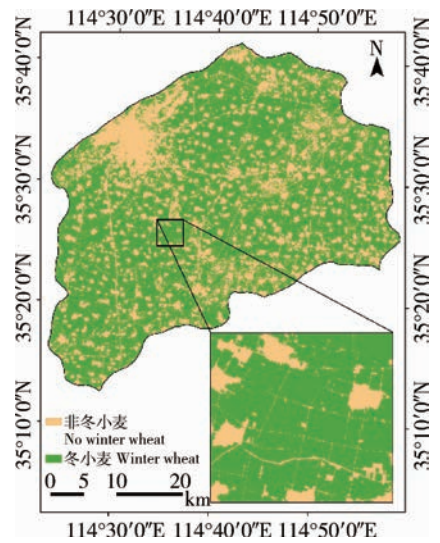 114°30′0″E 114°40′0″E 114°50′0″E
N
35°40′0″N
35°40′0″N
35°30′0″N
35°30′0″N
35°20′0″N
35°20′0″N
35°10′0″N
35°10′0″N
非冬小麦
No winter wheat
冬小麦 Winter wheat
0 5 10 20
km
114°30′0″E 114°40′0″E 114°50′0″E